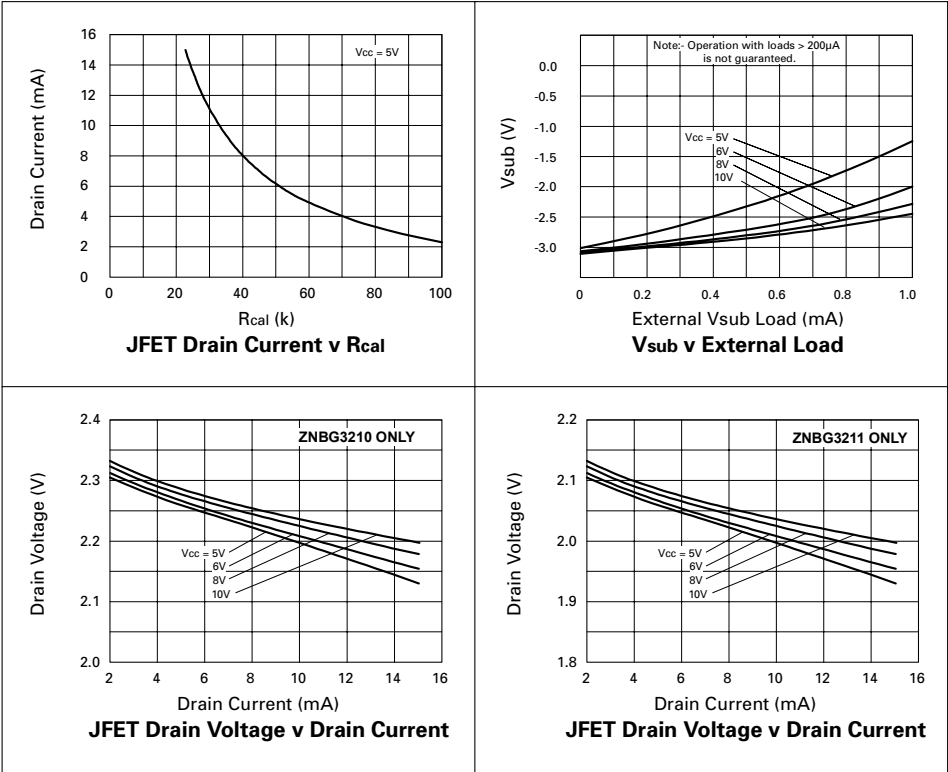 16
14
12
10
8
6
4
2
0
Drain Current (mA)
Vcc = 5V
0 20 40 60 80 100
Rcal (k)
JFET Drain Current v Rcal
Note:- Operation with loads > 200µA
is not guaranteed.
0.0
-0.5
-1.0
-1.5
-2.0
-2.5
-3.0
Vsub (V)
Vcc = 5V
6V
8V
10V
0 0.2 0.4 0.6 0.8 1.0
External Vsub Load (mA)
Vsub v External Load
2.4
2.3
2.2
2.1
2.0
Drain Voltage (V)
ZNBG3210 ONLY
Vcc = 5V
6V
8V
10V
2 4 6 8 10 12 14 16
Drain Current (mA)
JFET Drain Voltage v Drain Current
2.2
2.1
2.0
1.9
1.8
Drain Voltage (V)
ZNBG3211 ONLY
Vcc = 5V
6V
8V
10V
2 4 6 8 10 12 14 16
Drain Current (mA)
JFET Drain Voltage v Drain Current